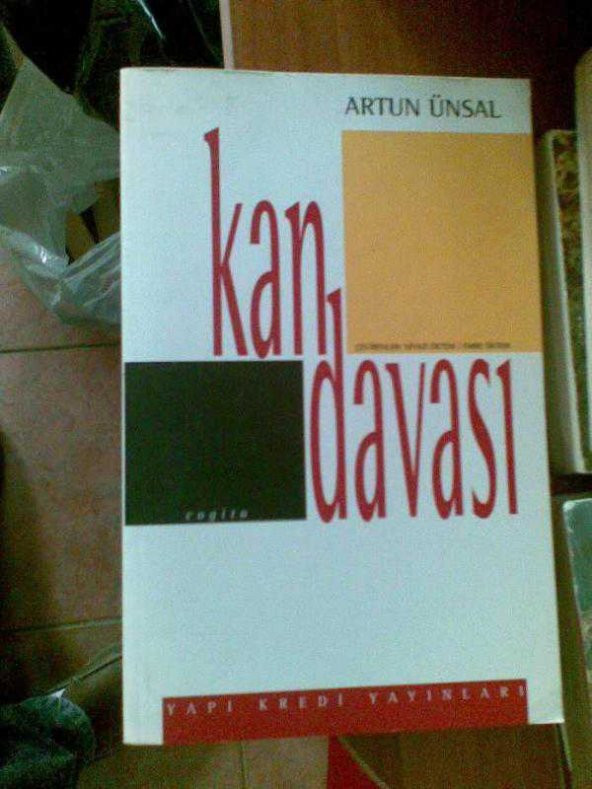 ARTUN ÜNSAL
kan
davası
cogito
YAPI KREDİ YAYINLARI